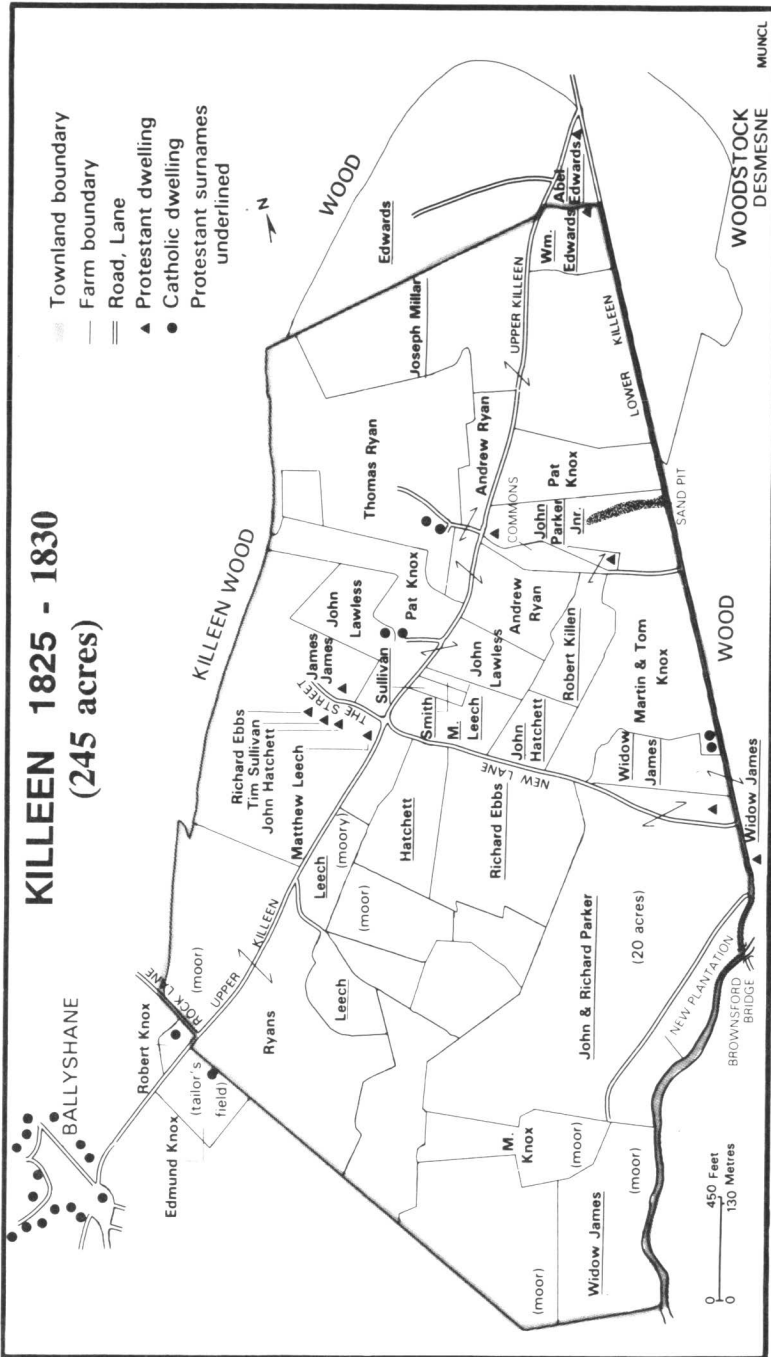 KILLEEN 1825 - 1830
(245 acres)
Townland boundary
Farm boundary
Road, Lane
Protestant dwelling
Catholic dwelling
Protestant surnames
underlined
N
BALLYSHANE
Robert Knox
Edmund Knox
(tailor's
field)
ROCK LANE
(moor)
UPPER KILLEEN
Ryans
KILLEEN WOOD
WOOD
Richard Ebbs
Tim Sullivan
John Hatchett
Matthew Leech
James
James
THE STREET
John
Lawless
Sullivan
Pat Knox
Thomas Ryan
Joseph Millar
Edwards
Leech
(moory)
(moor)
Leech
Hatchett
Richard Ebbs
NEW LANE
Smith
M.
Leech
John
Lawless
John
Hatchett
Andrew
Ryan
Robert Killen
Andrew Ryan
COMMONS
UPPER KILLEEN
John
Parker
Jnr.
Pat
Knox
Wm.
Edwards
Abel
Edwards
LOWER KILLEEN
SAND PIT
Martin & Tom
Knox
Widow
James
WOOD
Widow James
John & Richard Parker
(20 acres)
NEW PLANTATION
BROWNSFORD
BRIDGE
M.
Knox
(moor)
(moor)
Widow James
(moor)
0 450 Feet
0 130 Metres
WOODSTOCK
DESMESNE
MUNCL